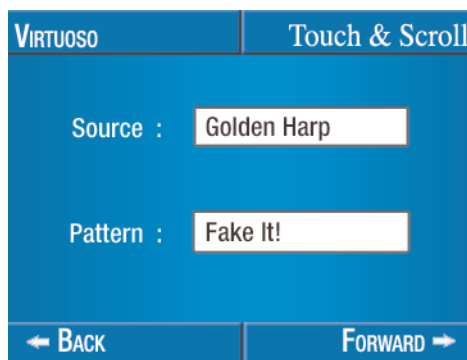 VIRTUOSO Touch & Scroll
Source : Golden Harp
Pattern : Fake It!
BACK FORWARD